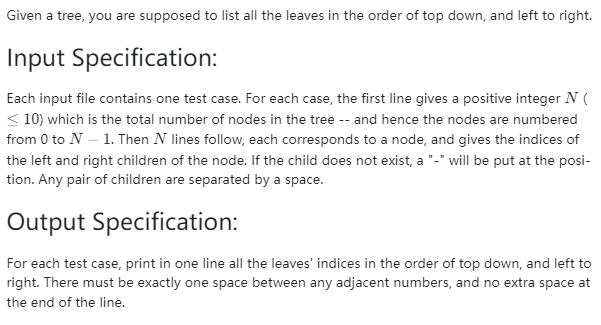 Given a tree, you are supposed to list all the leaves in the order of top down, and left to right.
Input Specification:
Each input file contains one test case. For each case, the first line gives a positive integer N (
≤ 10) which is the total number of nodes in the tree -- and hence the nodes are numbered
from 0 to N − 1. Then N lines follow, each corresponds to a node, and gives the indices of
the left and right children of the node. If the child does not exist, a "-" will be put at the posi-
tion. Any pair of children are separated by a space.
Output Specification:
For each test case, print in one line all the leaves' indices in the order of top down, and left to
right. There must be exactly one space between any adjacent numbers, and no extra space at
the end of the line.